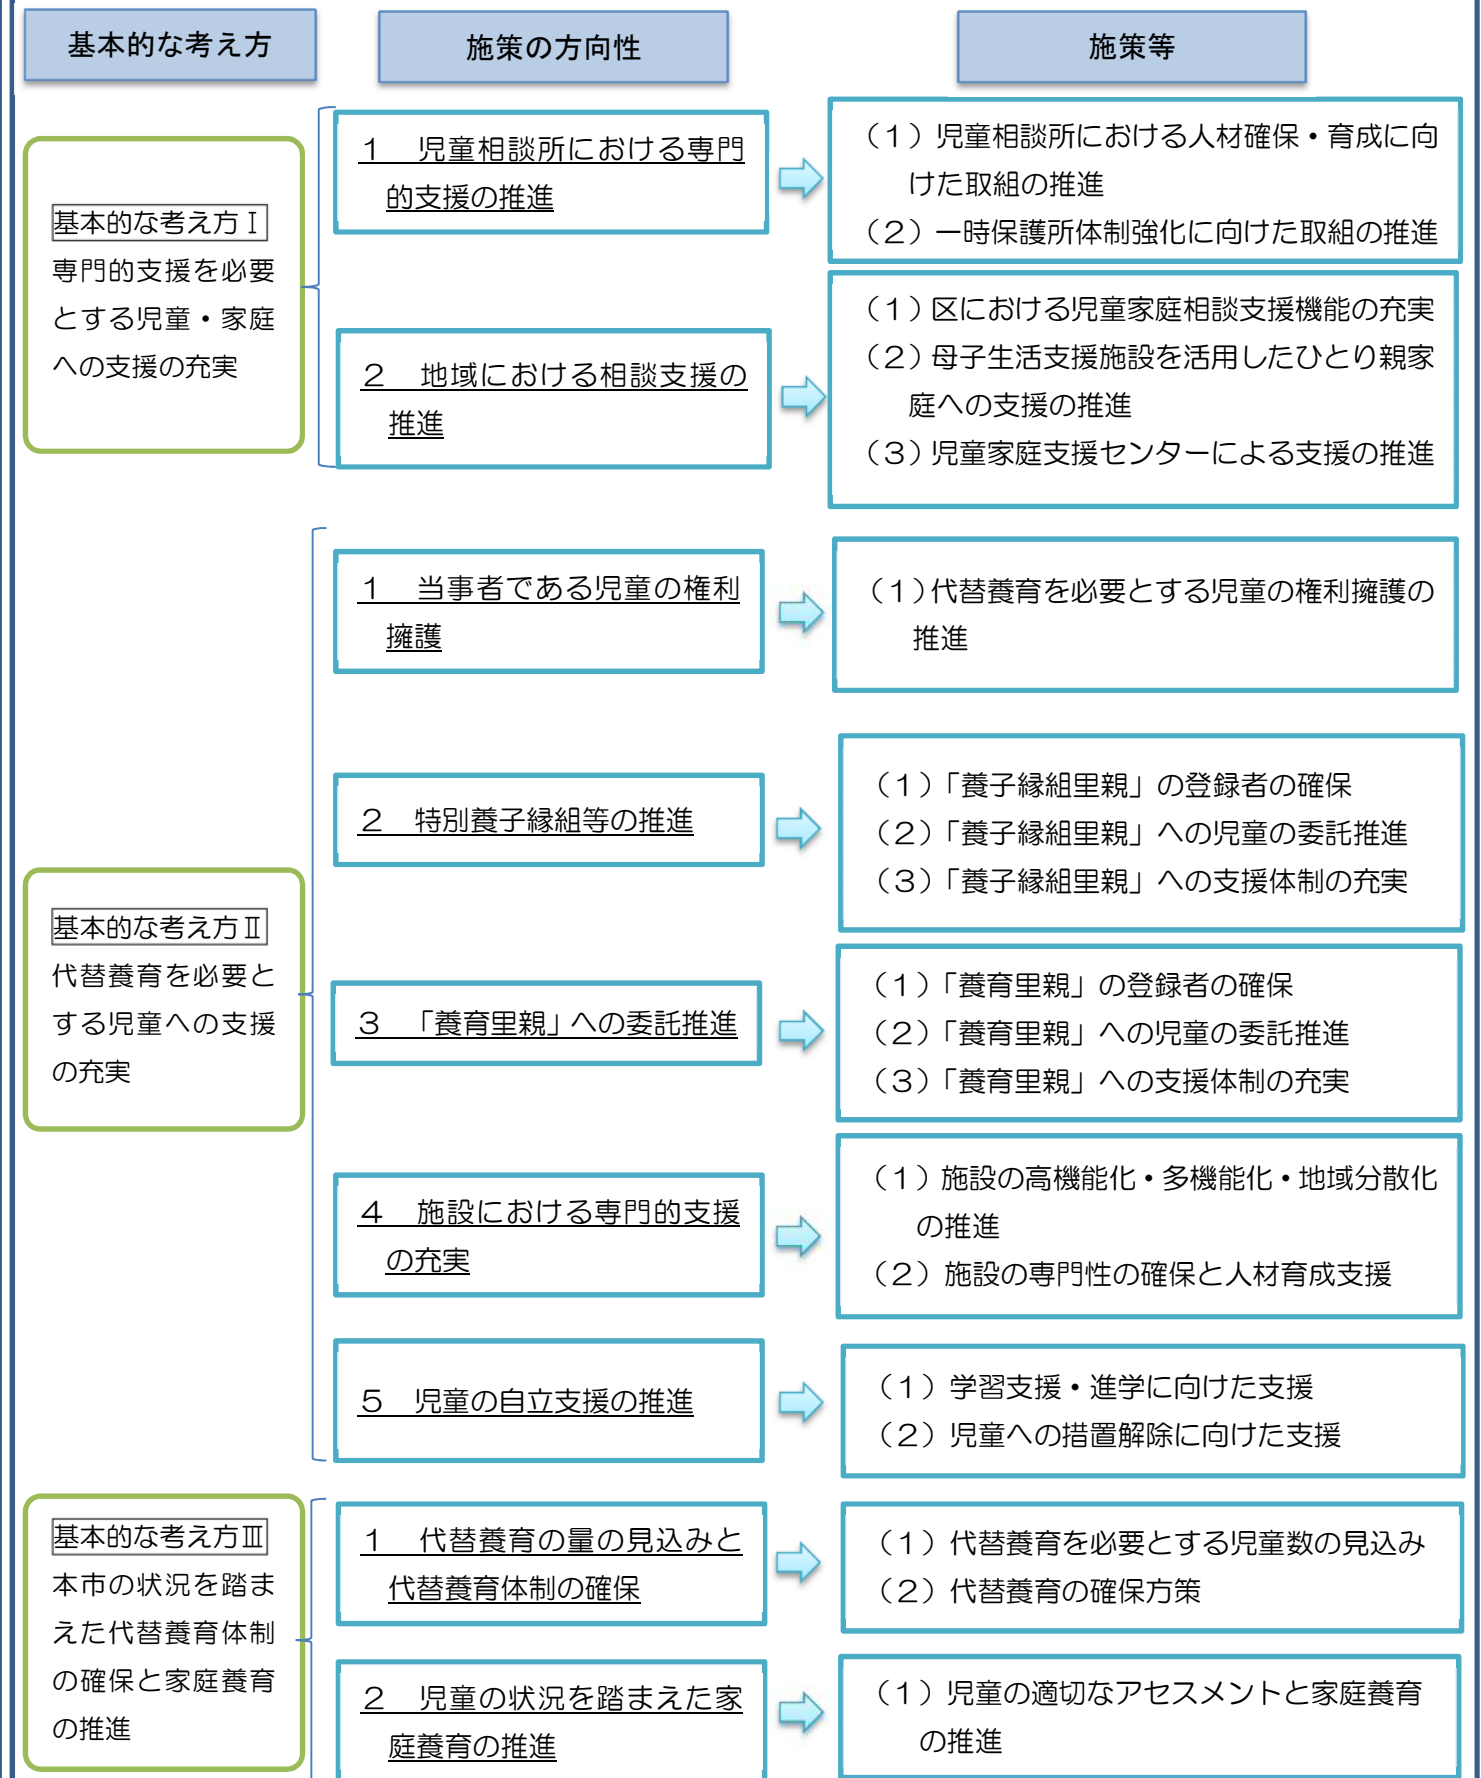 基本的な考え方
施策の方向性
施策等
基本的な考え方Ⅰ
専門的支援を必要
とする児童・家庭
への支援の充実
１　児童相談所における専門
的支援の推進
（１）児童相談所における人材確保・育成に向
けた取組の推進
（２）一時保護所体制強化に向けた取組の推進
２　地域における相談支援の
推進
（１）区における児童家庭相談支援機能の充実
（２）母子生活支援施設を活用したひとり親家
庭への支援の推進
（３）児童家庭支援センターによる支援の推進
基本的な考え方Ⅱ
代替養育を必要と
する児童への支援
の充実
１　当事者である児童の権利
擁護
（１）代替養育を必要とする児童の権利擁護の
推進
２　特別養子縁組等の推進
（１）「養子縁組里親」の登録者の確保
（２）「養子縁組里親」への児童の委託推進
（３）「養子縁組里親」への支援体制の充実
３　「養育里親」への委託推進
（１）「養育里親」の登録者の確保
（２）「養育里親」への児童の委託推進
（３）「養育里親」への支援体制の充実
４　施設における専門的支援
の充実
（１）施設の高機能化・多機能化・地域分散化
の推進
（２）施設の専門性の確保と人材育成支援
５　児童の自立支援の推進
（１）学習支援・進学に向けた支援
（２）児童への措置解除に向けた支援
基本的な考え方Ⅲ
本市の状況を踏ま
えた代替養育体制
の確保と家庭養育
の推進
１　代替養育の量の見込みと
代替養育体制の確保
（１）代替養育を必要とする児童数の見込み
（２）代替養育の確保方策
２　児童の状況を踏まえた家
庭養育の推進
（１）児童の適切なアセスメントと家庭養育
の推進